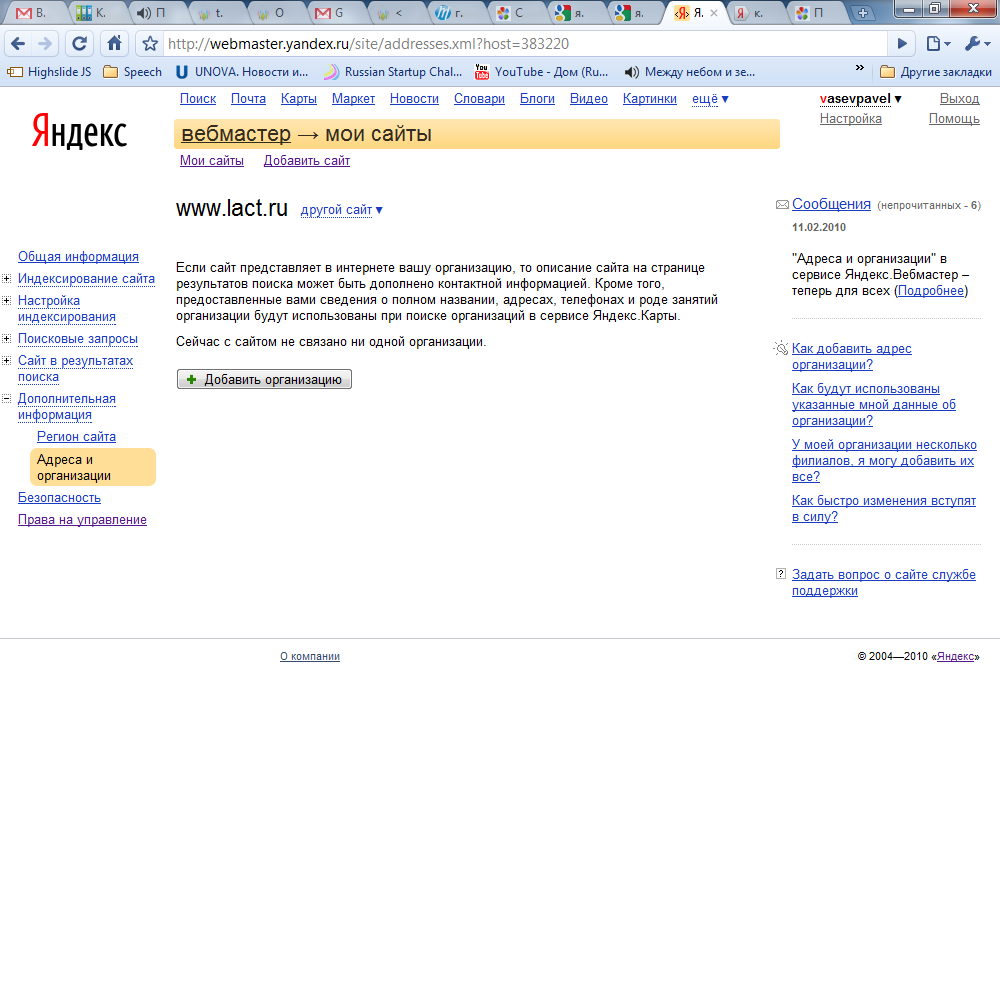 В.
К.
П
t.
О
G
<
г.
С
я.
я.
Я.
к.
П
http://webmaster.yandex.ru/site/addresses.xml?host=383220
Highslide JS Speech UNOVA. Новости и... Russian Startup Chal... YouTube - Дом (Ru... Между небом и зе... » Другие закладки
Поиск Почта Карты Маркет Новости Словари Блоги Видео Картинки ещё ▼
vasevpavel ▼ Выход
Настройка Помощь
Яндекс
вебмастер → мои сайты
Мои сайты Добавить сайт
www.lact.ru другой сайт ▼
Общая информация
Индексирование сайта
Настройка
индексирования
Поисковые запросы
Сайт в результатах
поиска
Дополнительная
информация
Регион сайта
Адреса и
организации
Безопасность
Права на управление
Если сайт представляет в интернете вашу организацию, то описание сайта на странице
результатов поиска может быть дополнено контактной информацией. Кроме того,
предоставленные вами сведения о полном названии, адресах, телефонах и роде занятий
организации будут использованы при поиске организаций в сервисе Яндекс.Карты.
Сейчас с сайтом не связано ни одной организации.
Добавить организацию
Сообщения (непрочитанных - 6)
11.02.2010
"Адреса и организации" в
сервисе Яндекс.Вебмастер –
теперь для всех (Подробнее)
Как добавить адрес
организации?
Как будут использованы
указанные мной данные об
организации?
У моей организации несколько
филиалов, я могу добавить их
все?
Как быстро изменения вступят
в силу?
Задать вопрос о сайте службе
поддержки
О компании
© 2004—2010 «Яндекс»